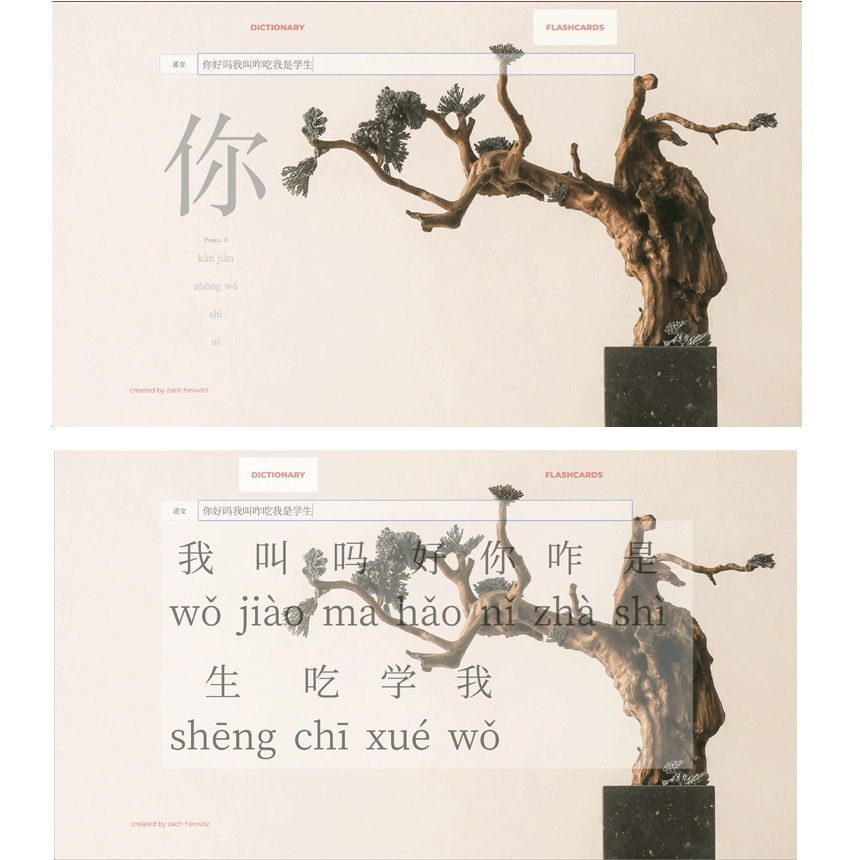 DICTIONARY FLASHCARDS
递交 你好吗我叫咋吃我是学生
你
Points: 0
kàn jiàn
zhōng wǔ
shì
nǐ
created by zach herwitz
DICTIONARY FLASHCARDS
递交 你好吗我叫咋吃我是学生
我 叫 吗 好 你 咋 是
wǒ jiào ma hǎo nǐ zhà shì
生 吃 学 我
shēng chī xué wǒ
created by zach herwitz